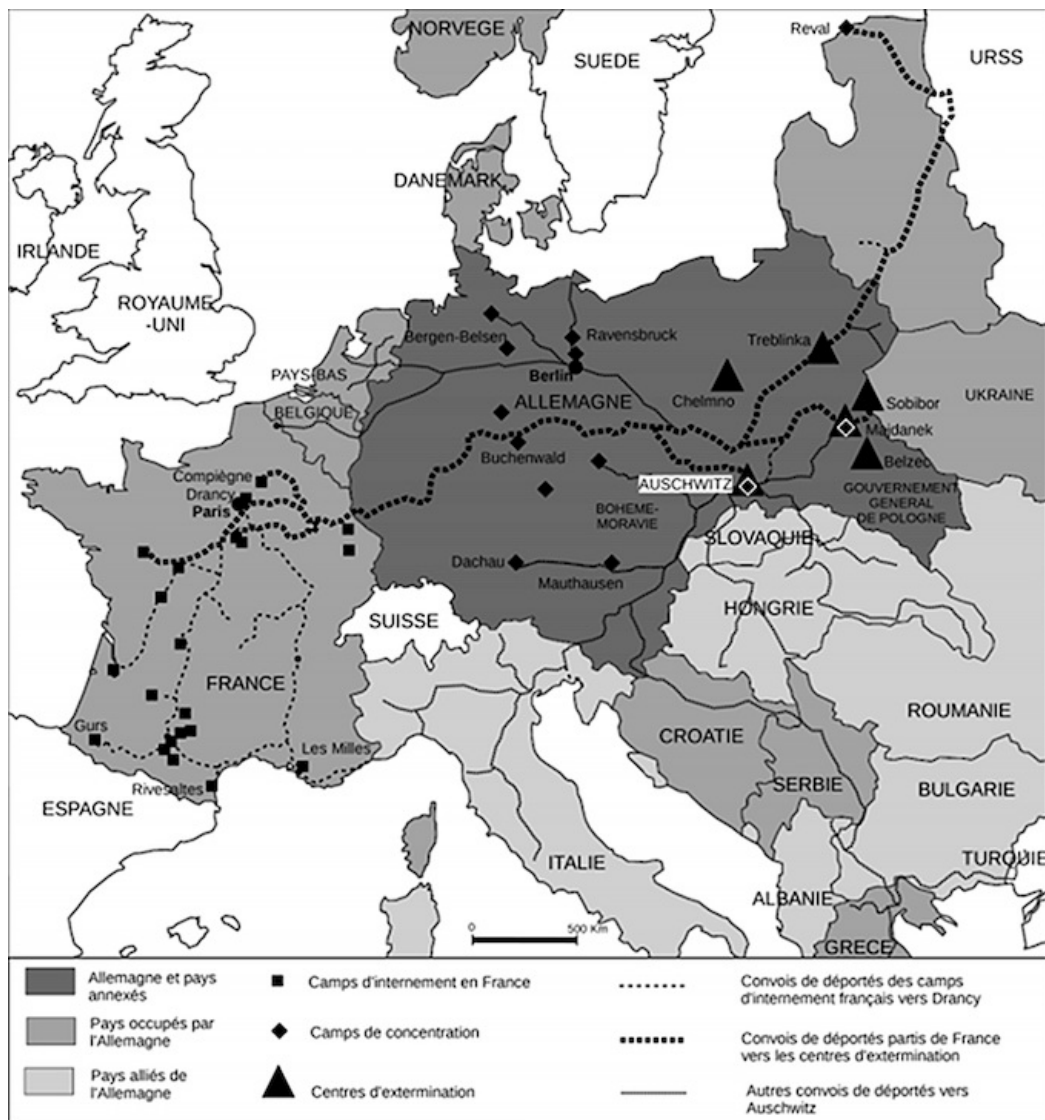 NORVEGE
Reval
URSS
SUEDE
DANEMARK
IRLANDE
ROYAUME
-UNI
Bergen-Belsen
Ravensbruck
Treblinka
PAYS-BAS
Berlin
BELGIQUE
ALLEMAGNE
Chelmno
Sobibor
UKRAINE
Majdanek
Compiègne
Drancy
Paris
Buchenwald
AUSCHWITZ
Belzec
BOHEME-
MORAVIE
GOUVERNEMENT
GENERAL
DE POLOGNE
SLOVAQUIE
Dachau
Mauthausen
HONGRIE
SUISSE
FRANCE
ROUMANIE
Gurs
Les Milles
CROATIE
Rivesaltes
SERBIE
BULGARIE
ESPAGNE
ITALIE
TURQUIE
ALBANIE
GRECE
0 500 Km
Allemagne et pays
annexés
Camps d'internement en France
Convois de déportés des camps
d'internement français vers Drancy
Pays occupés par
l'Allemagne
Camps de concentration
Convois de déportés partis de France
vers les centres d'extermination
Pays alliés de
l'Allemagne
Centres d'extermination
Autres convois de déportés vers
Auschwitz